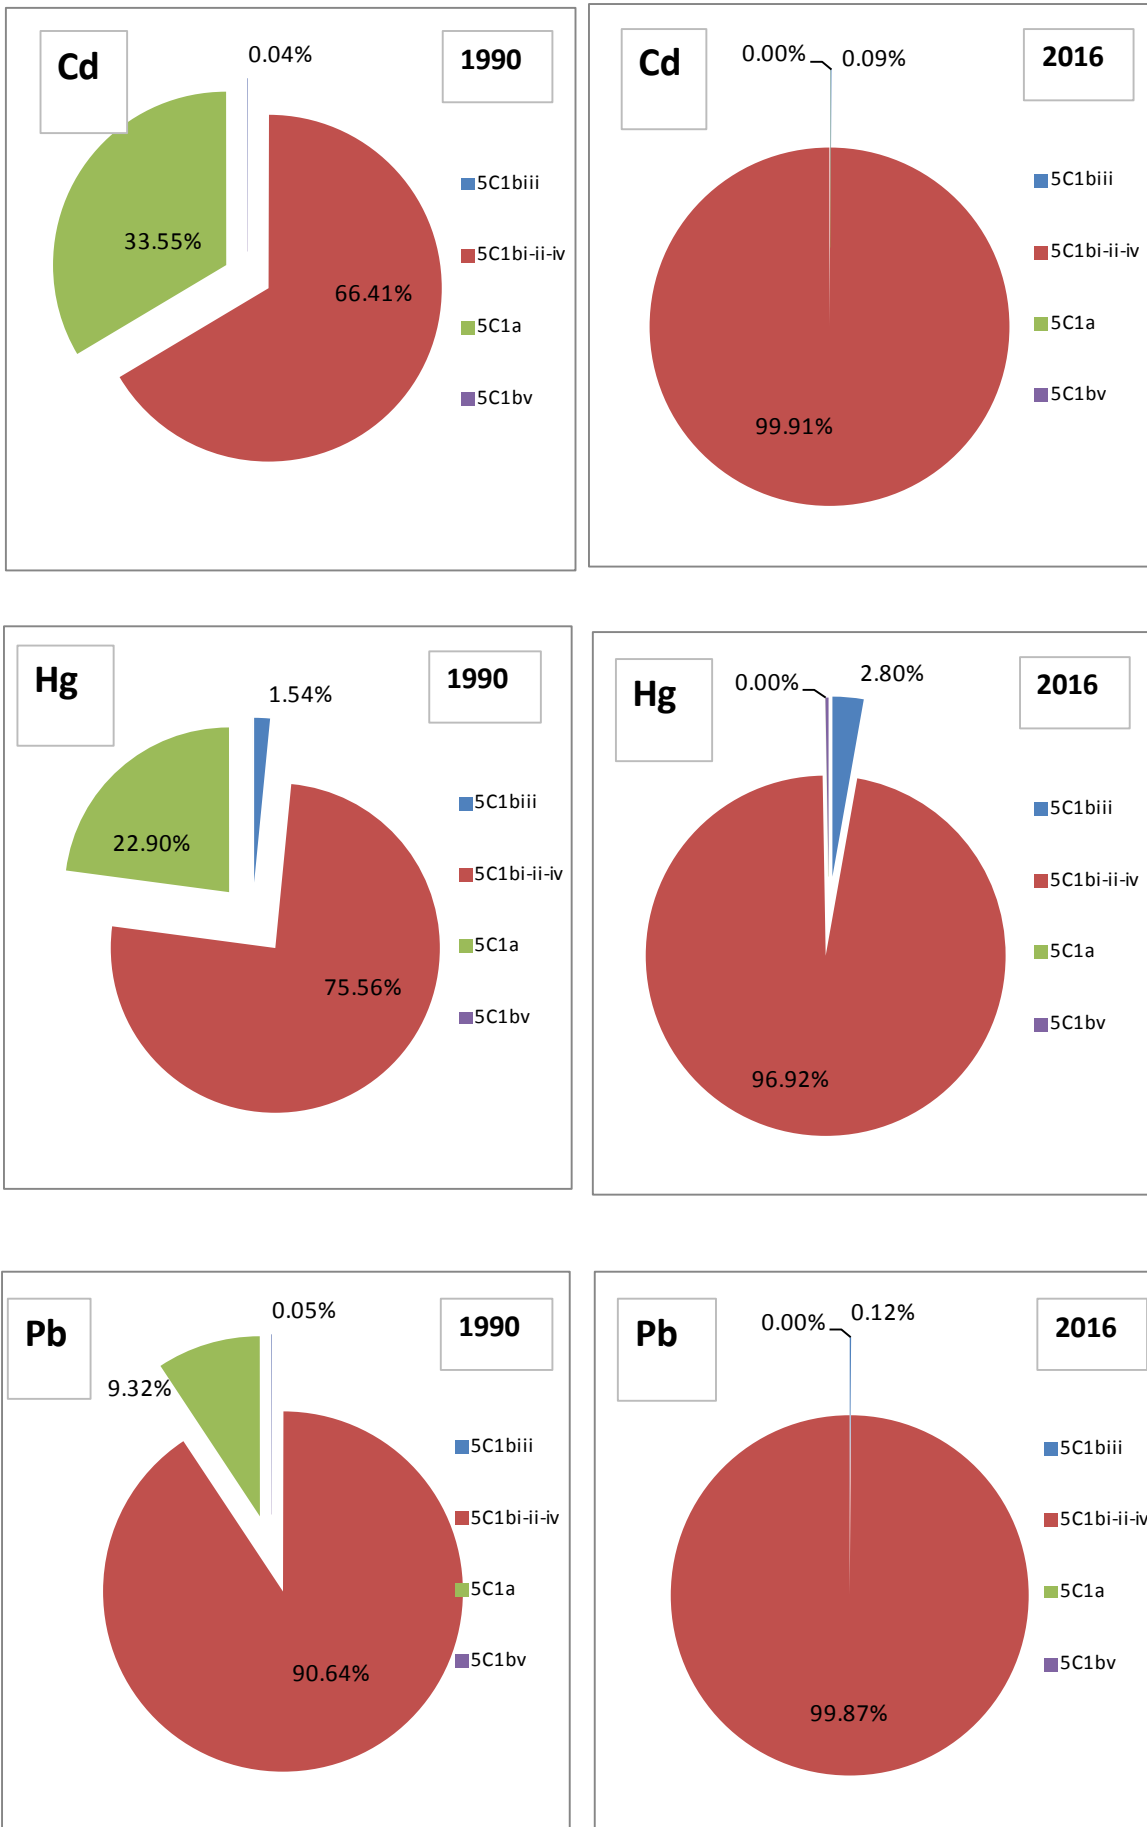 Cd
0.04%
1990
33.55%
66.41%
5C1biii
5C1bi-ii-iv
5C1a
5C1bv
Cd
0.00%
0.09%
2016
99.91%
5C1biii
5C1bi-ii-iv
5C1a
5C1bv
Hg
1.54%
1990
22.90%
75.56%
5C1biii
5C1bi-ii-iv
5C1a
5C1bv
Hg
0.00%
2.80%
2016
96.92%
5C1biii
5C1bi-ii-iv
5C1a
5C1bv
Pb
0.05%
1990
9.32%
90.64%
5C1biii
5C1bi-ii-iv
5C1a
5C1bv
Pb
0.00%
0.12%
2016
99.87%
5C1biii
5C1bi-ii-iv
5C1a
5C1bv